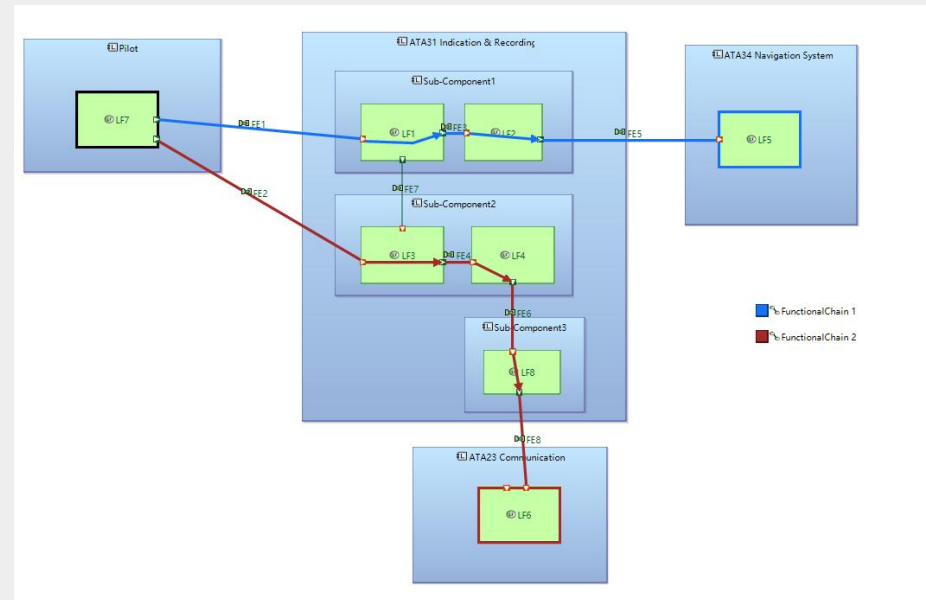 Pilot
LF7
FE1
FE2
ATA31 Indication & Recording
Sub-Component1
LF1
FE3
LF2
FE5
FE7
Sub-Component2
LF3
FE4
LF4
FE6
Sub-Component3
LF8
FE8
ATA34 Navigation System
LF5
ATA23 Communication
LF6
FunctionalChain 1
FunctionalChain 2